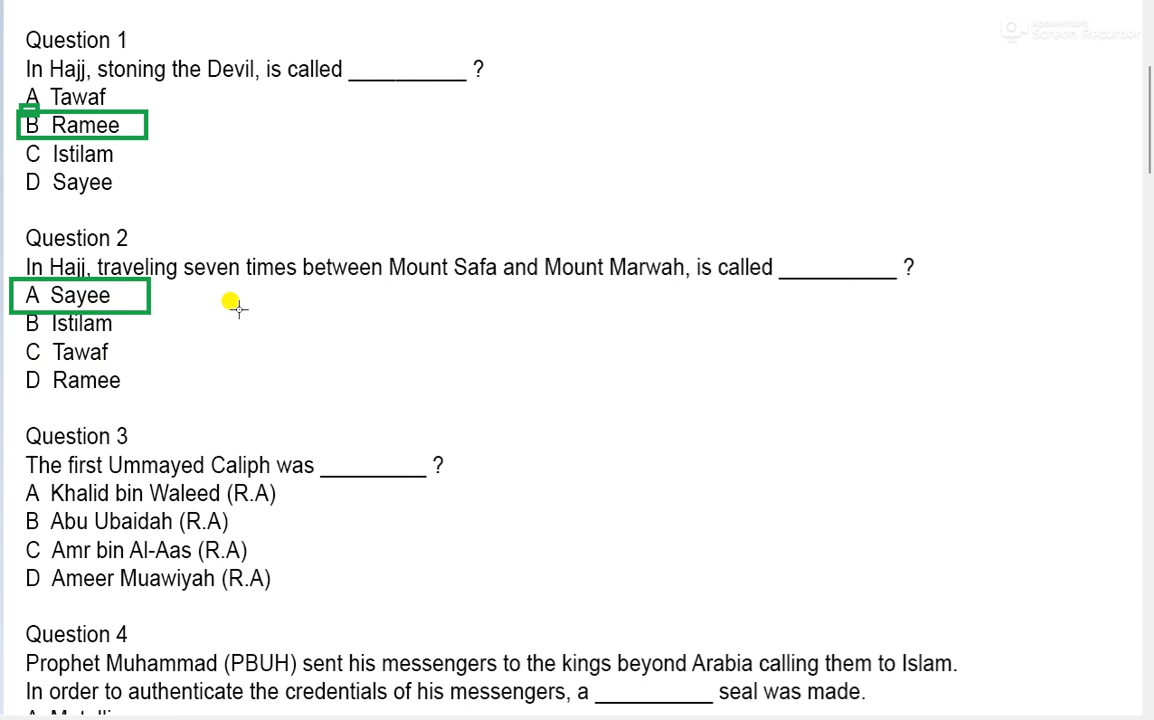 Question 1
In Hajj, stoning the Devil, is called __________ ?
A Tawaf
B Ramee
C Istilam
D Sayee
Question 2
In Hajj, traveling seven times between Mount Safa and Mount Marwah, is called __________ ?
A Sayee
B Istilam
C Tawaf
D Ramee
Question 3
The first Ummayed Caliph was _________ ?
A Khalid bin Waleed (R.A)
B Abu Ubaidah (R.A)
C Amr bin Al-Aas (R.A)
D Ameer Muawiyah (R.A)
Question 4
Prophet Muhammad (PBUH) sent his messengers to the kings beyond Arabia calling them to Islam.
In order to authenticate the credentials of his messengers, a __________ seal was made.
Screen Recorder